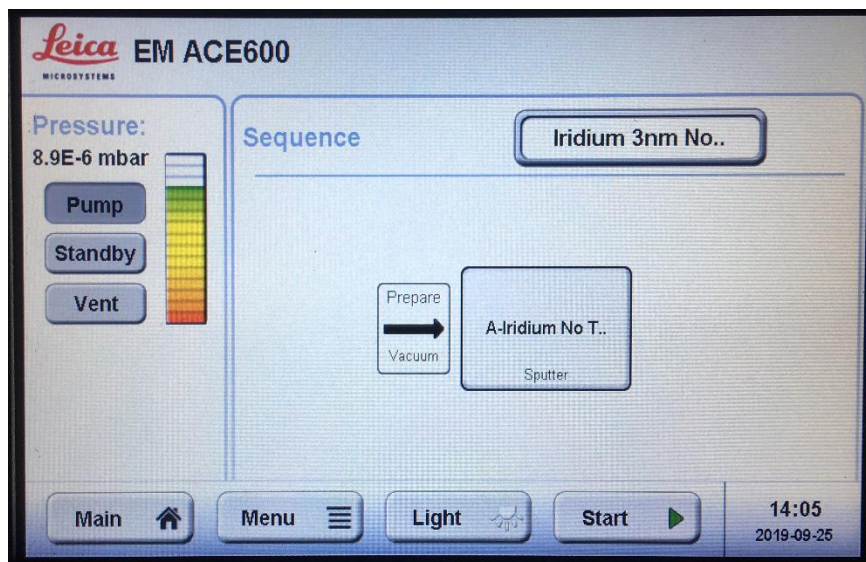 Leica EM ACE600
MICROSYSTEMS
Pressure:
8.9E-6 mbar
Pump
Standby
Vent
Sequence
Iridium 3nm No..
Prepare
Vacuum
A-Iridium No T..
Sputter
Main
Menu
Light
Start
14:05
2019-09-25